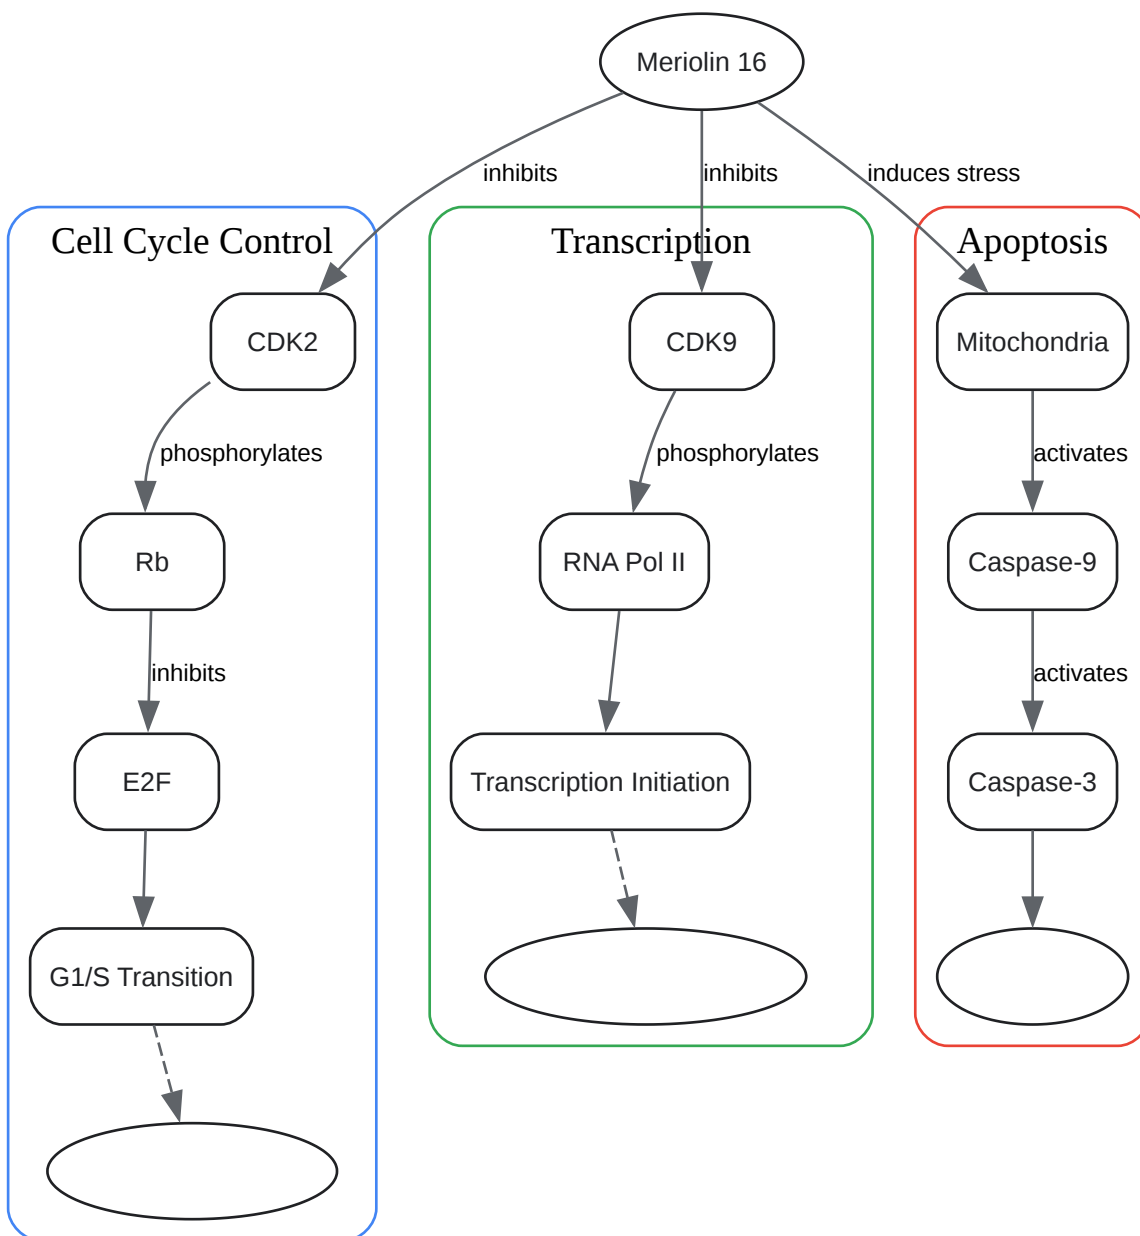 Meriolin 16
inhibits
inhibits
induces stress
Cell Cycle Control
Transcription
Apoptosis
CDK2
CDK9
Mitochondria
phosphorylates
phosphorylates
activates
Rb
RNA Pol II
Caspase-9
inhibits
activates
E2F
Transcription Initiation
Caspase-3
G1/S Transition